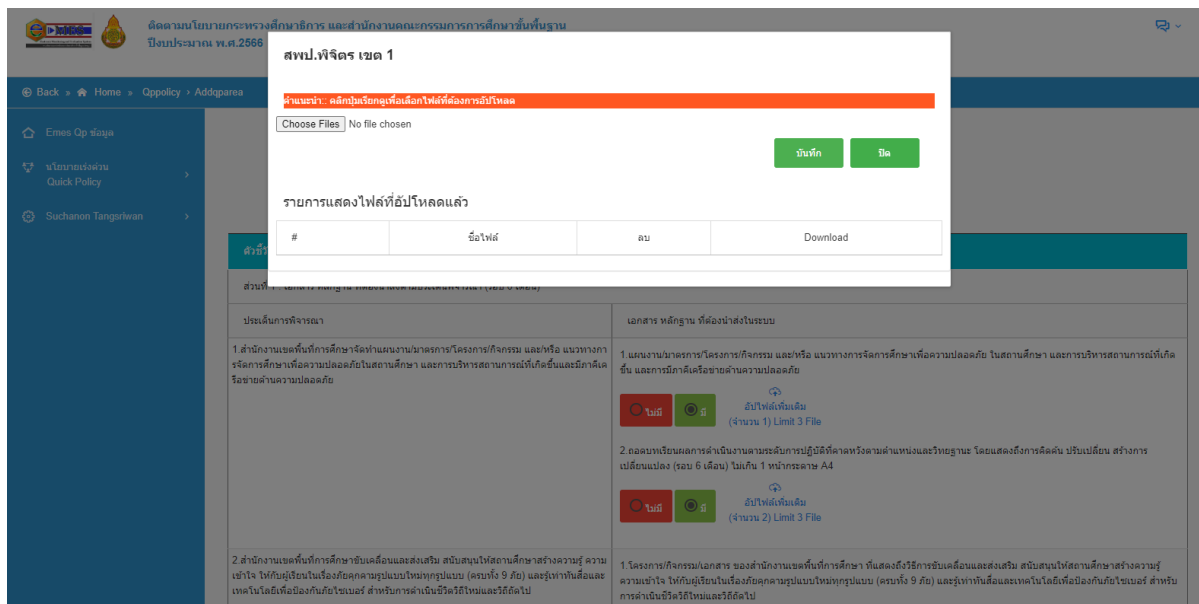 ติดตามนโยบายกระทรวงศึกษาธิการ และสำนักงานคณะกรรมการการศึกษาขั้นพื้นฐาน
ปีงบประมาณ พ.ศ.2566
สพป.พิจิตร เขต 1
Back » Home » Qppolicy > Addqparea
คำแนะนำ:: คลิกปุ่มเรียกดูเพื่อเลือกไฟล์ที่ต้องการอัปโหลด
Choose Files No file chosen
บันทึก ปิด
Emes Qp ข้อมูล
นโยบายเร่งด่วน
Quick Policy
Suchanon Tangsriwan
รายการแสดงไฟล์ที่อัปโหลดแล้ว
# ชื่อไฟล์ ลบ Download
ประเด็นการพิจารณา เอกสาร หลักฐาน ที่ต้องนำส่งในระบบ
1.สำนักงานเขตพื้นที่การศึกษาจัดทำแผนงาน/มาตรการ/โครงการ/กิจกรรม และ/หรือ แนวทางกา
รจัดการศึกษาเพื่อความปลอดภัยในสถานศึกษา และการบริหารสถานการณ์ที่เกิดขึ้นและมีภาคีเค
รือข่ายด้านความปลอดภัย
1.แผนงาน/มาตรการ/โครงการ/กิจกรรม และ/หรือ แนวทางการจัดการศึกษาเพื่อความปลอดภัย ในสถานศึกษา และการบริหารสถานการณ์ที่เกิด
ขึ้น และการมีภาคีเครือข่ายด้านความปลอดภัย
ไม่มี มี อัปไฟล์เพิ่มเติม
(จำนวน 1) Limit 3 File
2.ถอดบทเรียนผลการดำเนินงานตามระดับการปฏิบัติที่คาดหวังตามตำแหน่งและวิทยฐานะ โดยแสดงถึงการคิดค้น ปรับเปลี่ยน สร้างการ
เปลี่ยนแปลง (รอบ 6 เดือน) ไม่เกิน 1 หน้ากระดาษ A4
ไม่มี มี อัปไฟล์เพิ่มเติม
(จำนวน 2) Limit 3 File
2.สำนักงานเขตพื้นที่การศึกษาขับเคลื่อนและส่งเสริม สนับสนุนให้สถานศึกษาสร้างความรู้ ความ
เข้าใจ ให้กับผู้เรียนในเรื่องภัยคุกคามรูปแบบใหม่ทุกรูปแบบ (ครบทั้ง 9 ภัย) และรู้เท่าทันสื่อและ
เทคโนโลยีเพื่อป้องกันภัยไซเบอร์ สำหรับการดำเนินชีวิตวิถีใหม่และวิถีถัดไป
1.โครงการ/กิจกรรม/เอกสาร ของสำนักงานเขตพื้นที่การศึกษา ที่แสดงถึงวิธีการขับเคลื่อนและส่งเสริม สนับสนุนให้สถานศึกษาสร้างความรู้
ความเข้าใจ ให้กับผู้เรียนในเรื่องภัยคุกคามรูปแบบใหม่ทุกรูปแบบ (ครบทั้ง 9 ภัย) และรู้เท่าทันสื่อและเทคโนโลยีเพื่อป้องกันภัยไซเบอร์ สำหรับ
การดำเนินชีวิตวิถีใหม่และวิถีถัดไป